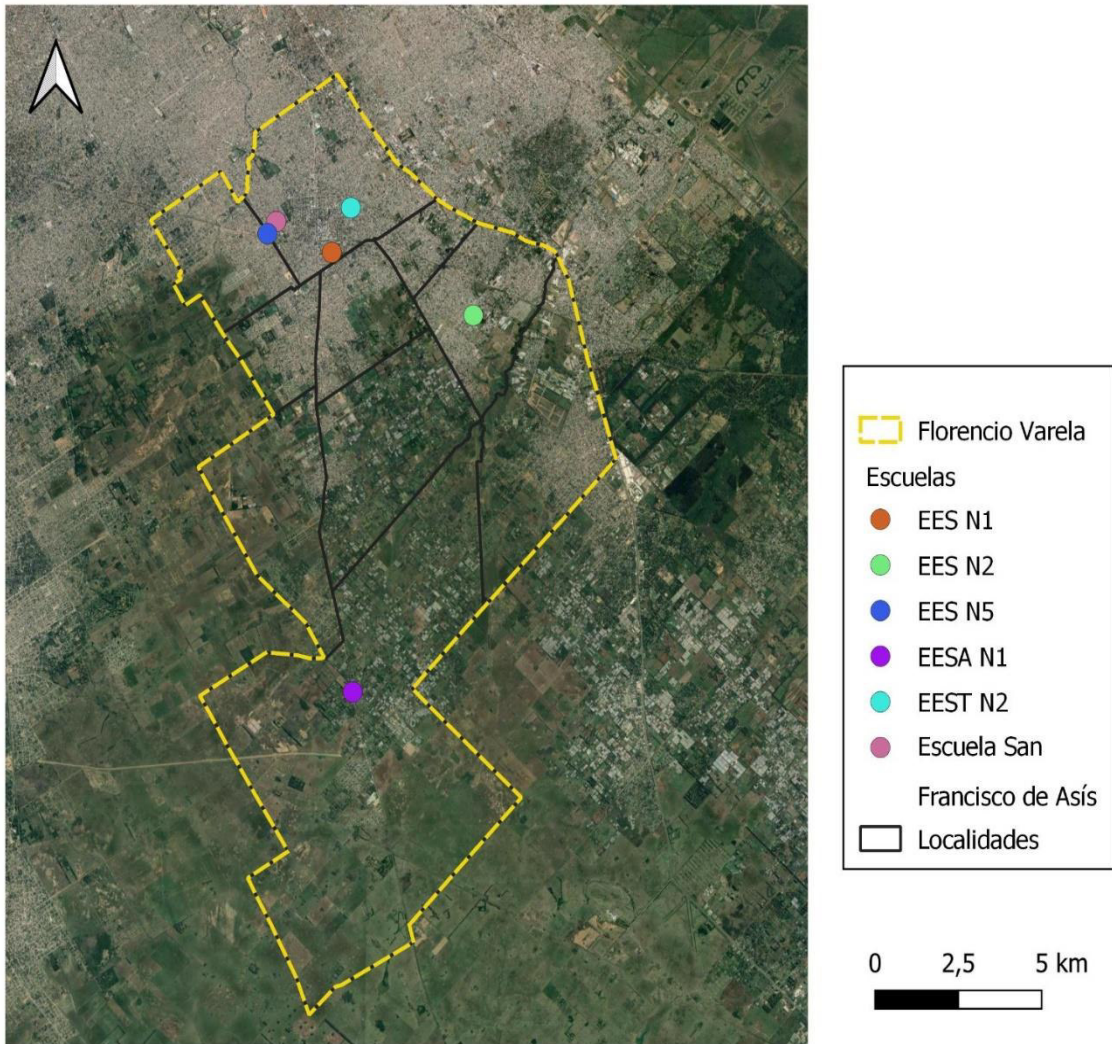 Florencio Varela
Escuelas
EES N1
EES N2
EES N5
EESA N1
EEST N2
Escuela San
Francisco de Asís
Localidades
0 2,5 5 km